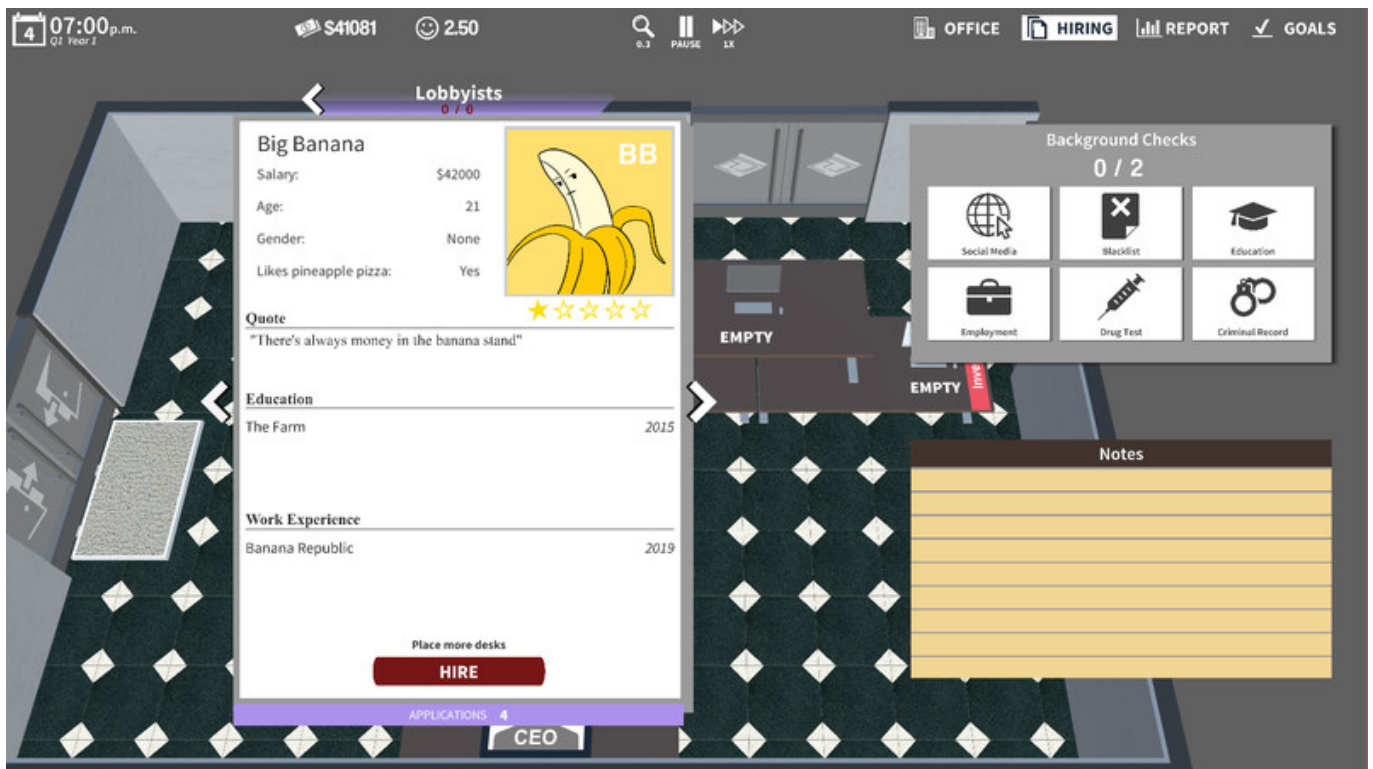 4 07:00p.m.
Q1 Year 1
$41081
2.50
0.3
PAUSE
1X
OFFICE
HIRING
REPORT
GOALS
Lobbyists
0 / 0
Big Banana
Salary: $42000
Age: 21
Gender: None
Likes pineapple pizza: Yes
BB
Quote
"There's always money in the banana stand"
Education
The Farm 2015
Work Experience
Banana Republic 2019
Place more desks
HIRE
APPLICATIONS 4
CEO
EMPTY
EMPTY
Inve
Background Checks
0 / 2
Social Media
Blacklist
Education
Employment
Drug Test
Criminal Record
Notes